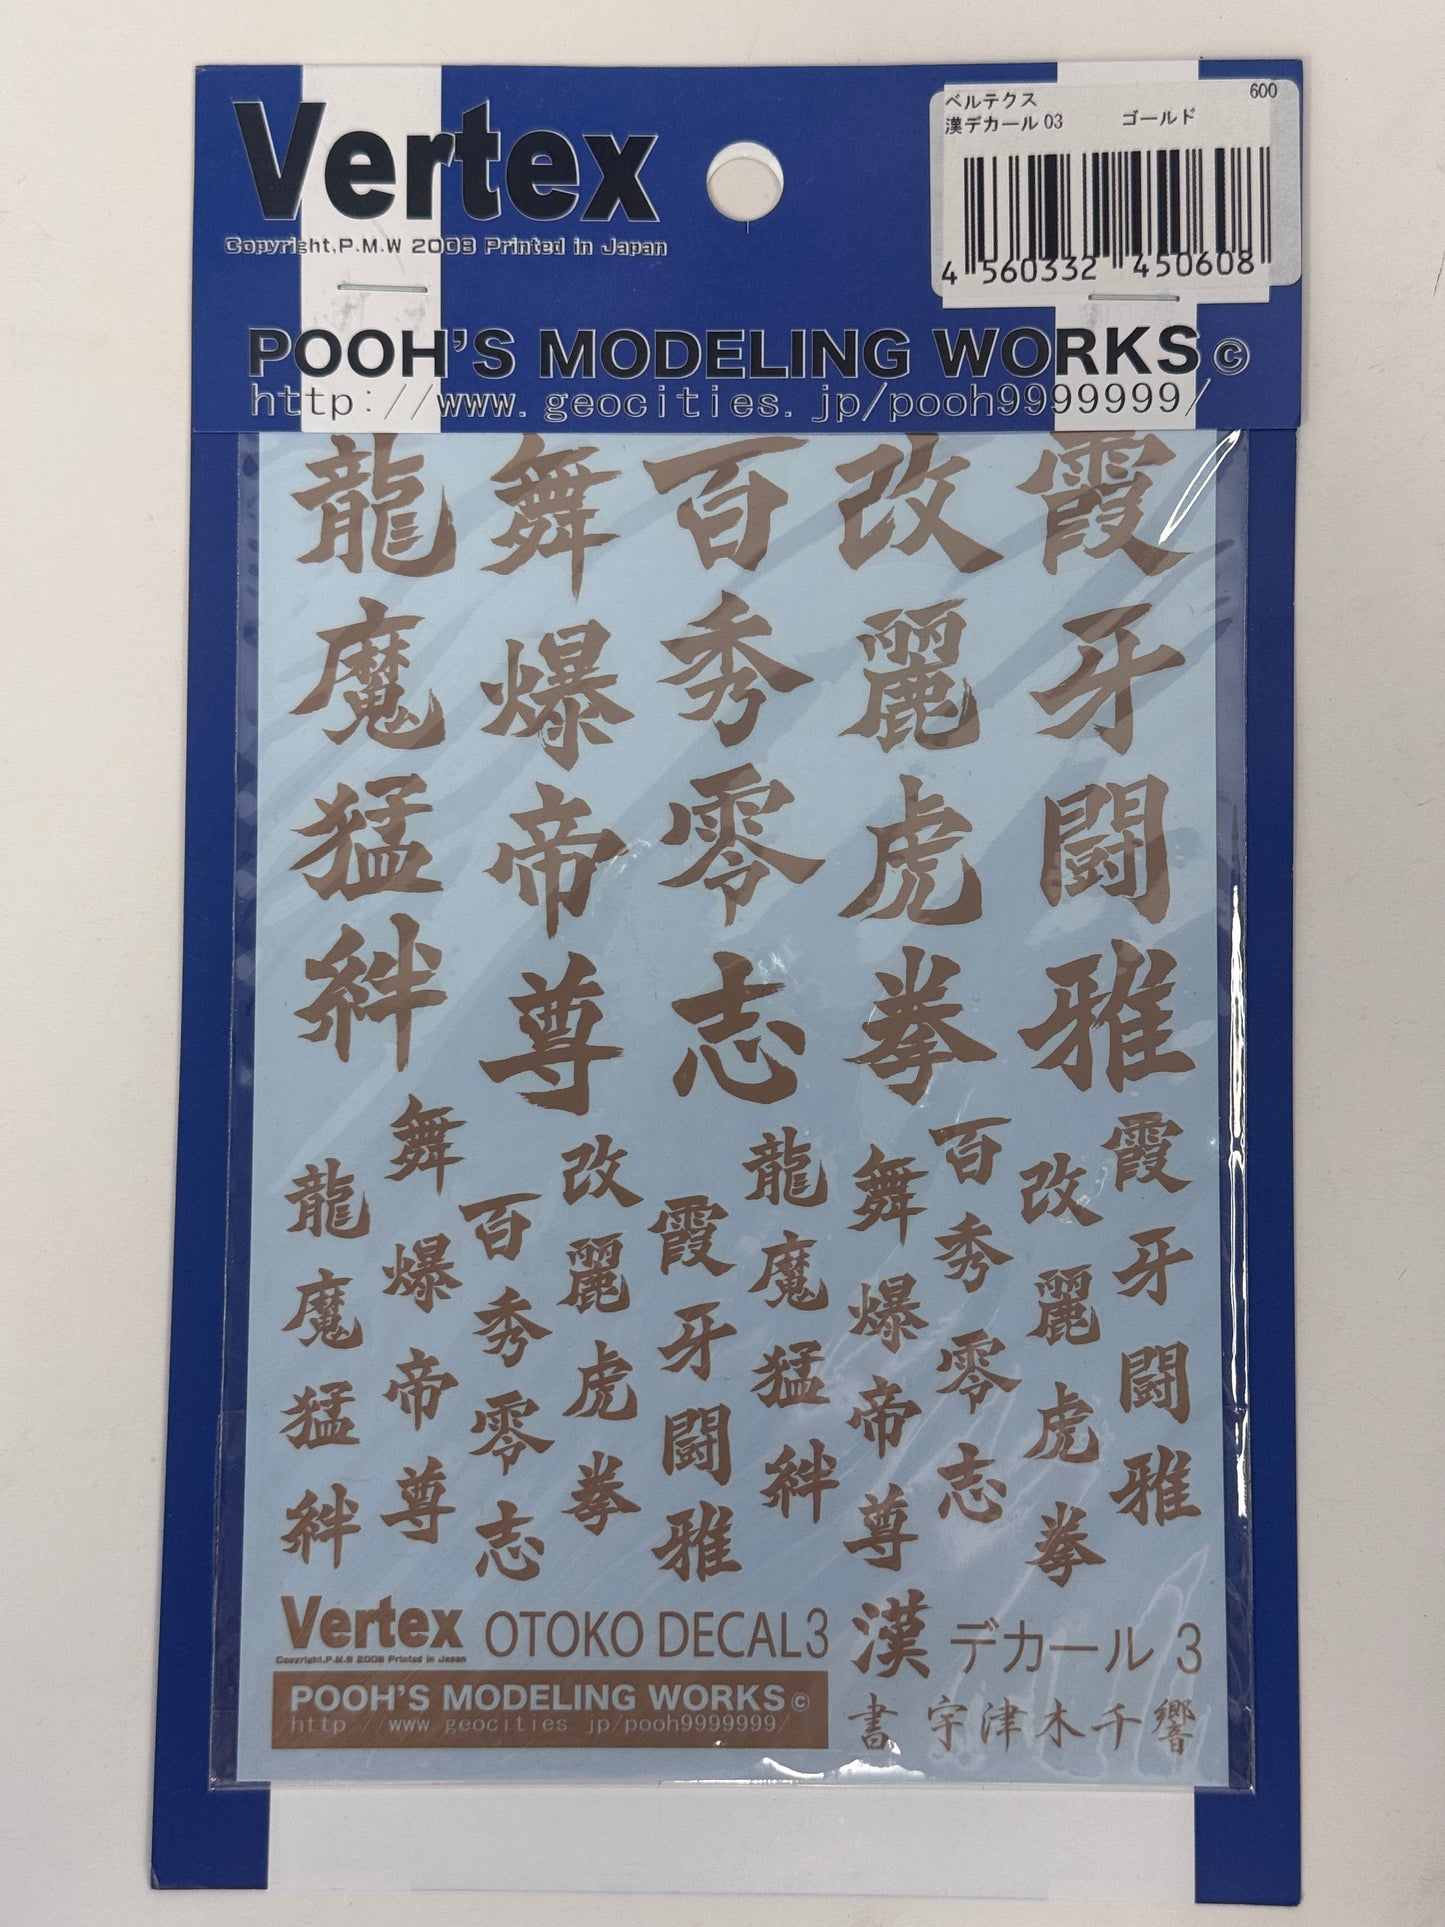 Vertex
Copyright.P.M.W 2008 Printed in Japan
ベルテクス 600
漢デカール 03 ゴールド
4 560332 450608
POOH'S MODELING WORKS©
http://www.geocities.jp/pooh9999999/
龍 舞 百 改 霞
魔 爆 秀 麗 牙
猛 帝 零 虎 闘
絆 尊 志 拳 雅
龍 舞 百 改 霞 龍 舞 百 改 霞
魔 爆 秀 麗 牙 魔 爆 秀 麗 牙
猛 帝 零 虎 闘 猛 帝 零 虎 闘
絆 尊 志 拳 雅 絆 尊 志 拳 雅
Vertex OTOKO DECAL3 漢デカール 3
Copyright.P.M.W 2008 Printed in Japan
POOH'S MODELING WORKS©
http //www geocities jp/pooh9999999/
書 宇津木千響